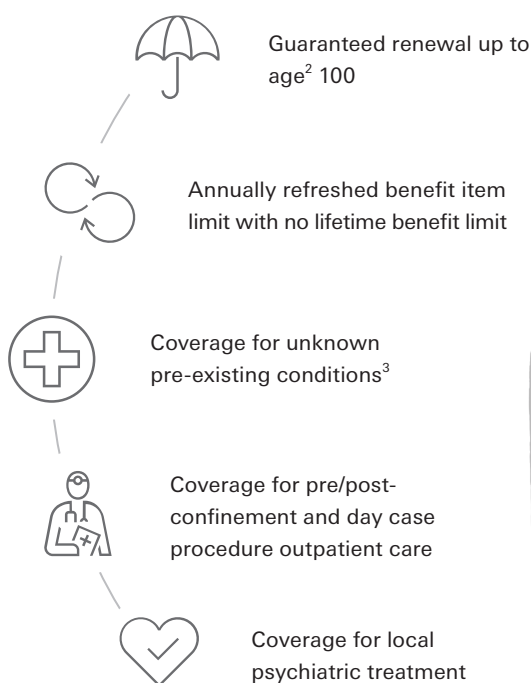 Guaranteed renewal up to
age² 100
Annually refreshed benefit item
limit with no lifetime benefit limit
Coverage for unknown
pre-existing conditions³
Coverage for pre/post-
confinement and day case
procedure outpatient care
Coverage for local
psychiatric treatment